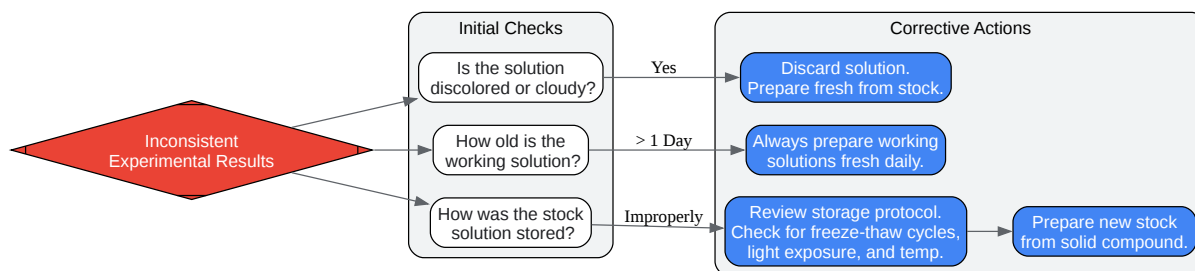 Initial Checks
Corrective Actions
Is the solution
discolored or cloudy?
Yes
Discard solution.
Prepare fresh from stock.
Inconsistent
Experimental Results
How old is the
working solution?
> 1 Day
Always prepare working
solutions fresh daily.
How was the stock
solution stored?
Improperly
Review storage protocol.
Check for freeze-thaw cycles,
light exposure, and temp.
Prepare new stock
from solid compound.